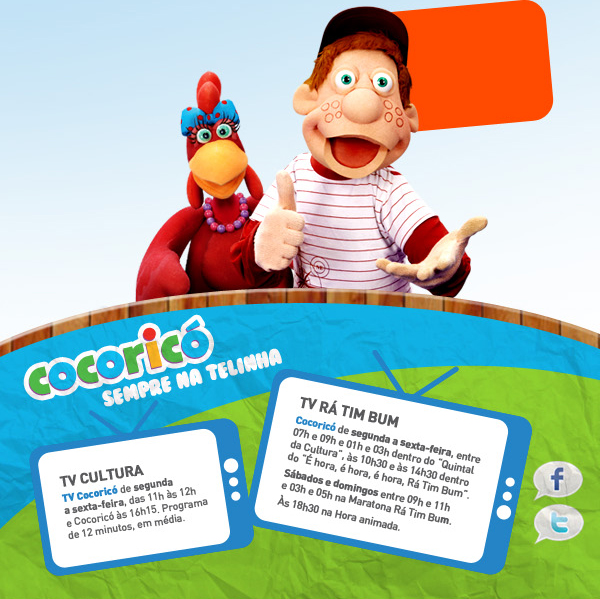 cocoricó
SEMPRE NA TELINHA
TV CULTURA
TV Cocoricó de segunda
a sexta-feira, das 11h às 12h
e Cocoricó às 16h15. Programa
de 12 minutos, em média.
TV RÁ TIM BUM
Cocoricó de segunda a sexta-feira, entre
07h e 09h e 01h e 03h dentro do "Quintal
da Cultura", às 10h30 e às 14h30 dentro
do "É hora, é hora, é hora, Rá Tim Bum".
Sábados e domingos entre 09h e 11h
e 03h e 05h na Maratona Rá Tim Bum.
Às 18h30 na Hora animada.
f
t